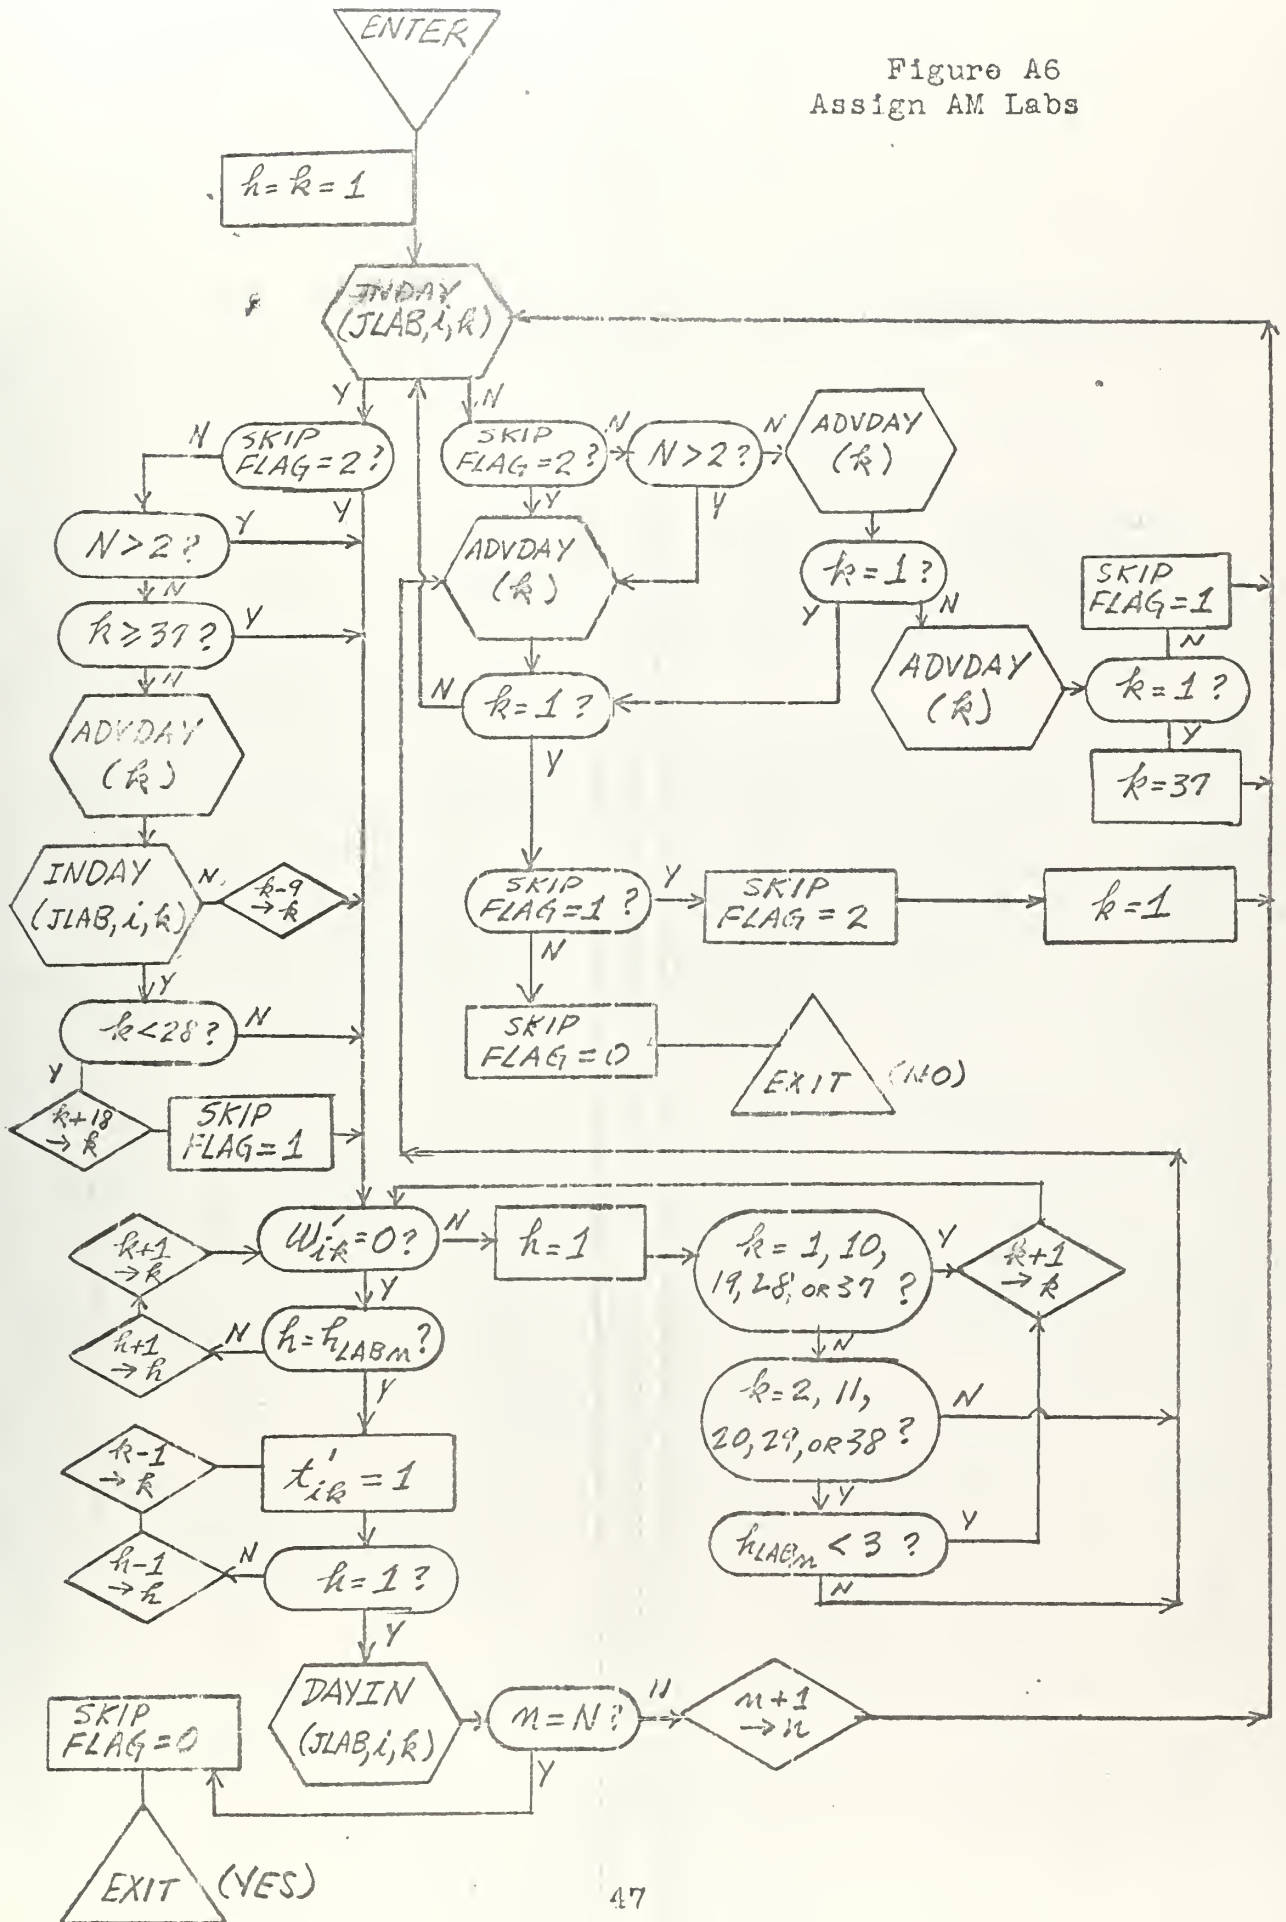 ENTER
Figure A6
Assign AM Labs
h = k = 1
INDAY
(JLAB, i, k)
Y
N
SKIP
FLAG = 2?
N
Y
SKIP
FLAG = 2?
N
Y
N > 2?
N
Y
ADVDAY
(k)
N > 2?
Y
N
ADVDAY
(k)
k = 1?
Y
N
SKIP
FLAG = 1
k ≥ 37?
Y
N
k = 1?
N
Y
ADVDAY
(k)
k = 1?
N
Y
ADVDAY
(k)
k = 37
INDAY
(JLAB, i, k)
N
Y
k-9
→ k
SKIP
FLAG = 1?
Y
N
SKIP
FLAG = 2
k = 1
k < 28?
N
Y
SKIP
FLAG = 0
EXIT (NO)
k+18
→ k
SKIP
FLAG = 1
k+1
→ k
W'ik = 0?
N
Y
h = 1
k = 1, 10,
19, 28, OR 37 ?
Y
N
k+1
→ k
h+1
→ h
N
h = hLABn?
Y
k = 2, 11,
20, 29, OR 38 ?
N
Y
k-1
→ k
t'ik = 1
hLABn < 3 ?
Y
N
h-1
→ h
N
h = 1?
Y
DAYIN
(JLAB, i, k)
n = N?
N
Y
n+1
→ n
SKIP
FLAG = 0
EXIT (YES)
47